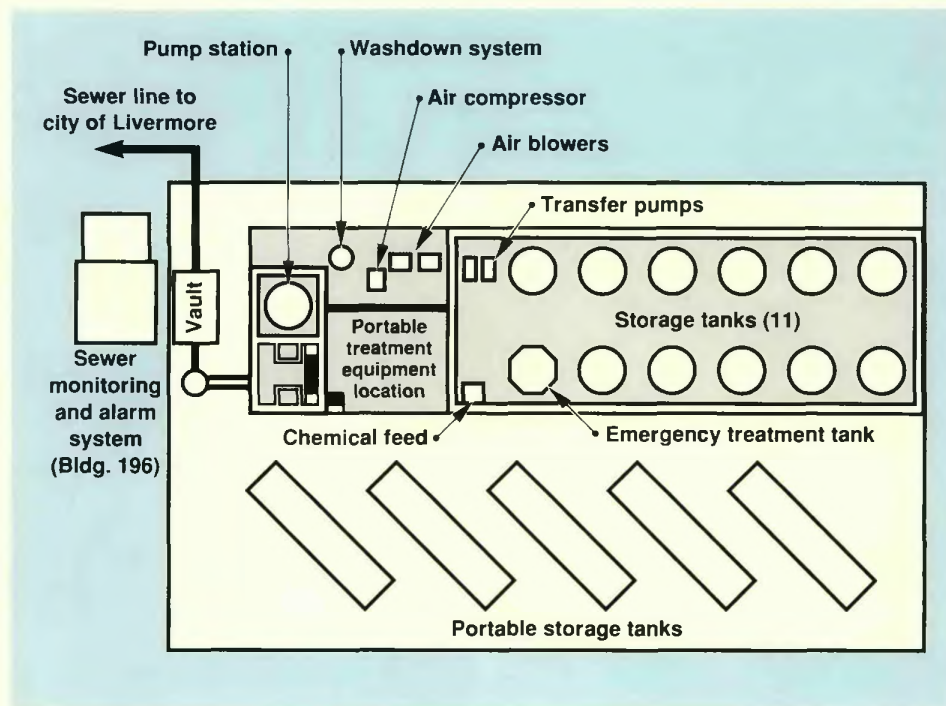 Pump station
Washdown system
Sewer line to
city of Livermore
Air compressor
Air blowers
Transfer pumps
Vault
Storage tanks (11)
Portable
treatment
equipment
location
Sewer
monitoring
and alarm
system
(Bldg. 196)
Chemical feed
Emergency treatment tank
Portable storage tanks